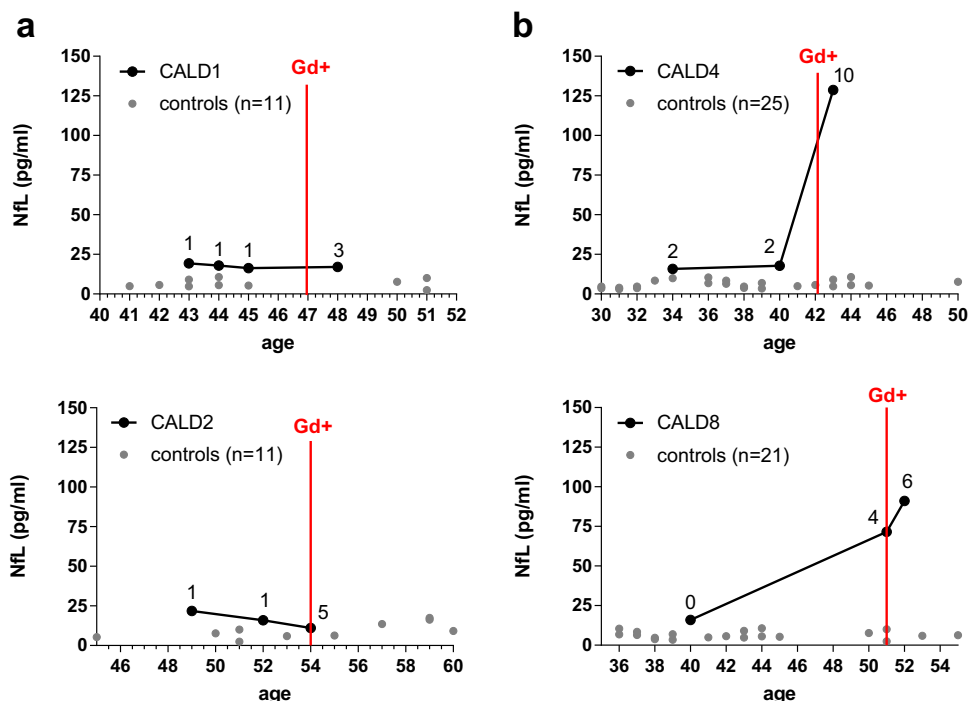 a
150
125
100
75
50
25
0
NfL (pg/ml)
CALD1
controls (n=11)
Gd+
1
1
1
3
40 41 42 43 44 45 46 47 48 49 50 51 52
age
b
150
125
100
75
50
25
0
NfL (pg/ml)
CALD4
controls (n=25)
Gd+
2
2
10
30 32 34 36 38 40 42 44 46 48 50
age
150
125
100
75
50
25
0
NfL (pg/ml)
CALD2
controls (n=11)
Gd+
1
1
5
46 48 50 52 54 56 58 60
age
150
125
100
75
50
25
0
NfL (pg/ml)
CALD8
controls (n=21)
Gd+
0
4
6
36 38 40 42 44 46 48 50 52 54
age